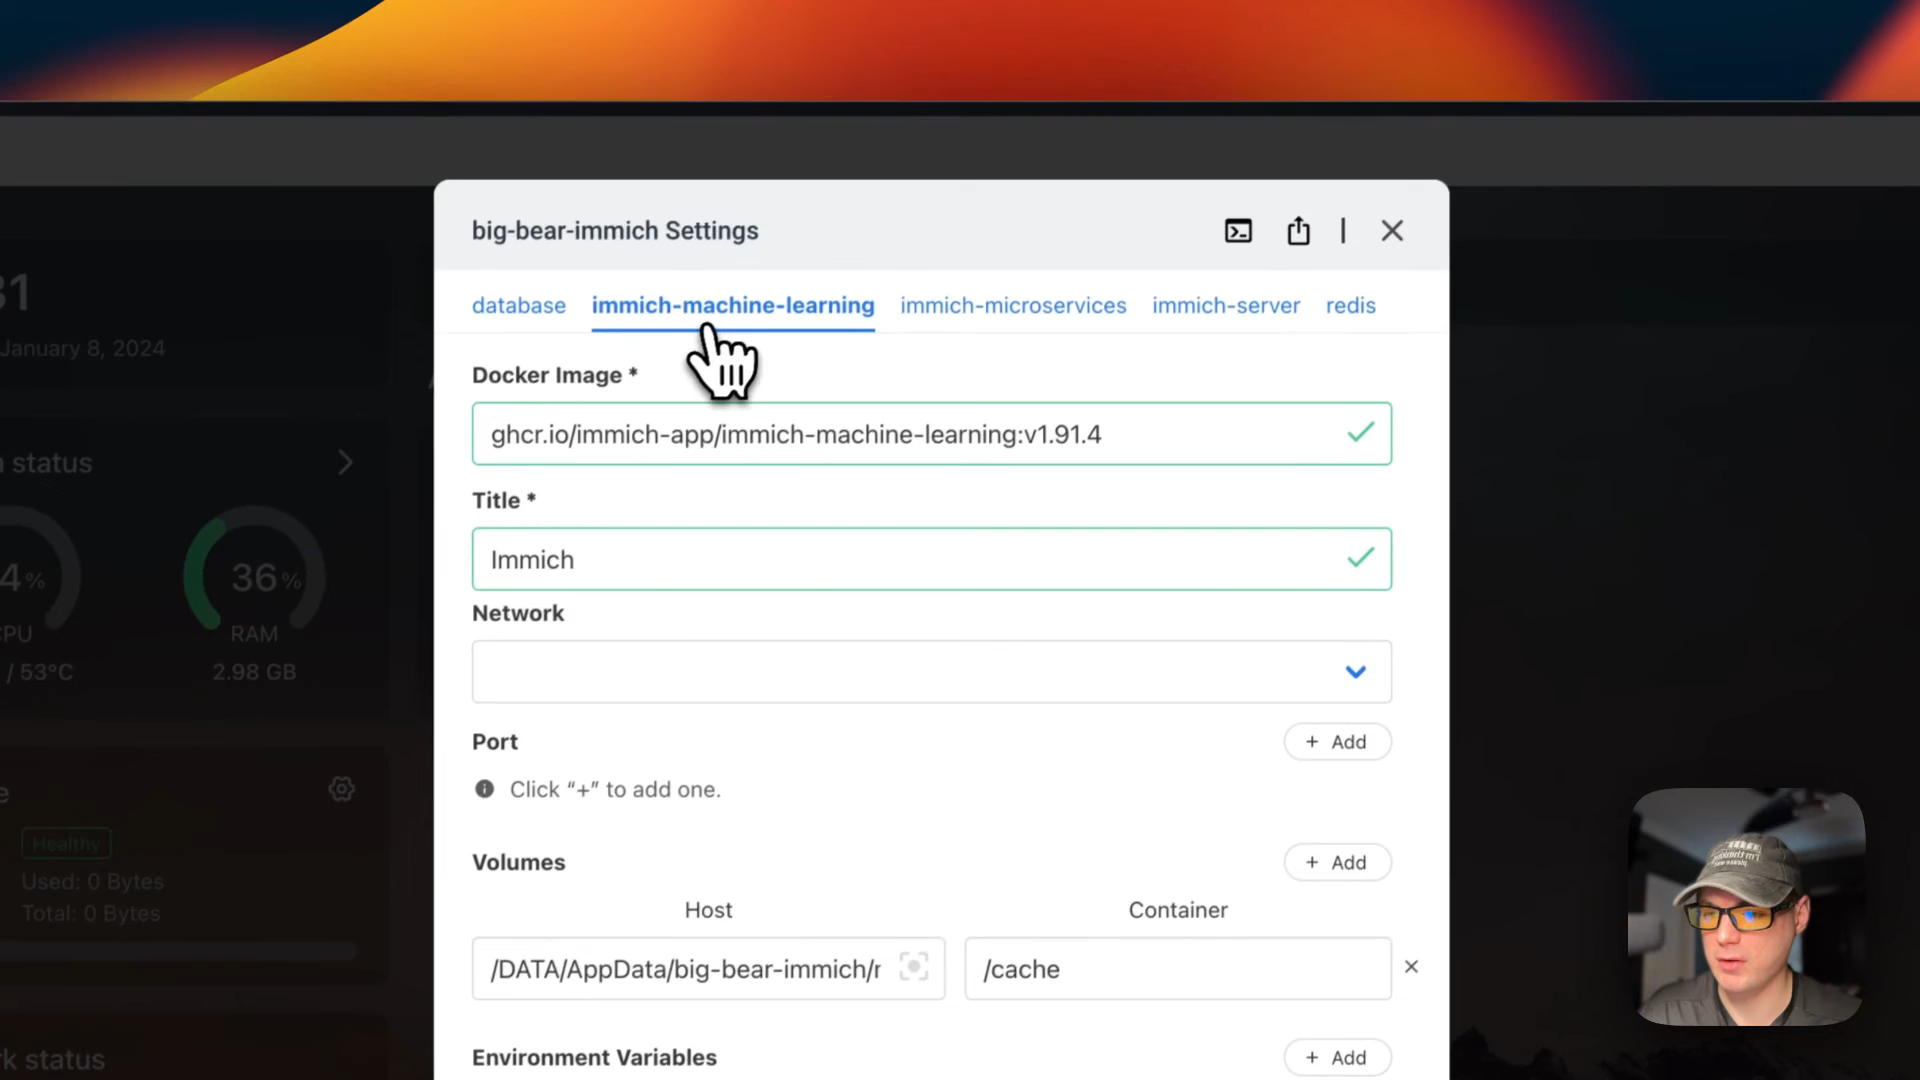 big-bear-immich Settings
database immich-machine-learning immich-microservices immich-server redis
31
January 8, 2024
Docker Image *
ghcr.io/immich-app/immich-machine-learning:v1.91.4
status
Title *
Immich
4%
36%
Network
CPU
RAM
/ 53°C
2.98 GB
Port
+ Add
Click “+” to add one.
Healthy
Volumes
+ Add
Used: 0 Bytes
Total: 0 Bytes
Host
Container
/DATA/AppData/big-bear-immich/r
/cache
Environment Variables
+ Add
k status